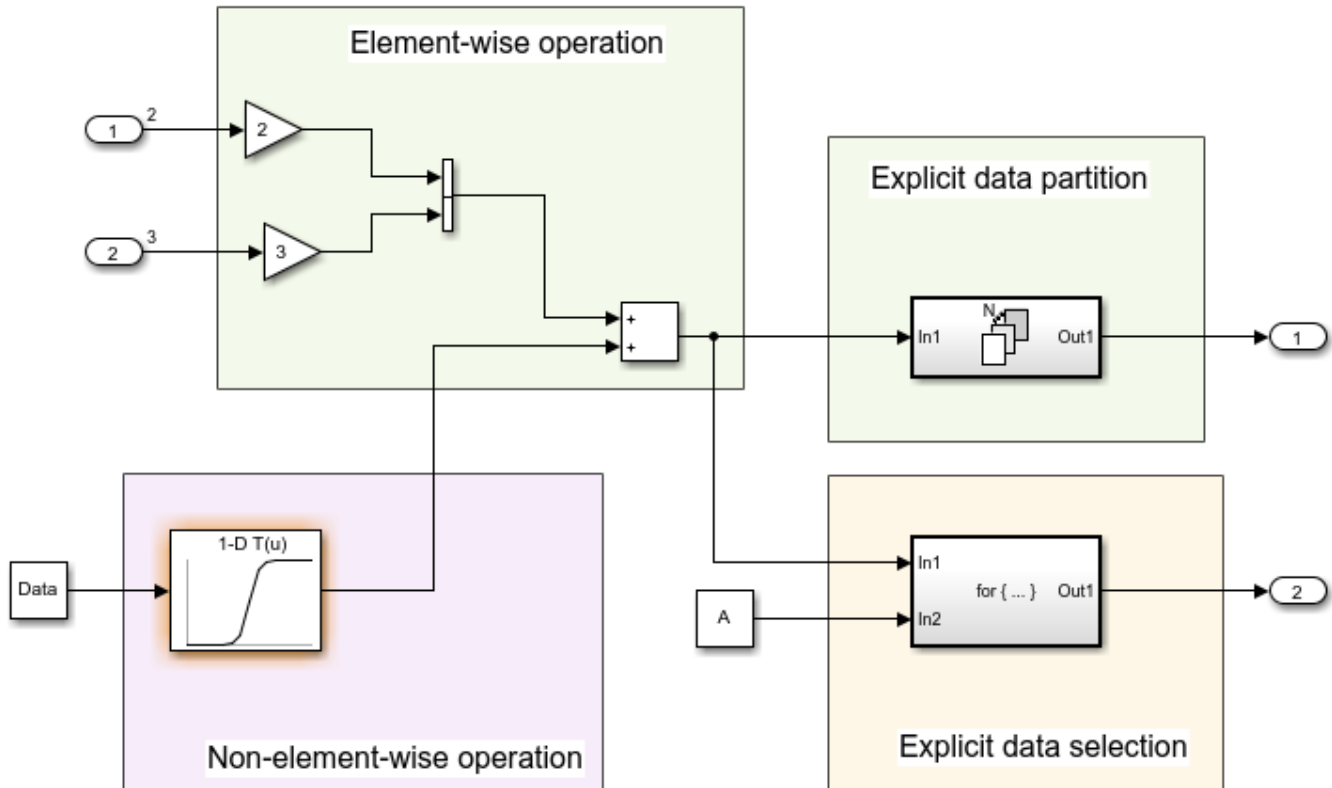 Element-wise operation
1
2
2
2
3
3
+
+
Explicit data partition
In1
N
Out1
1
Data
1-D T(u)
Non-element-wise operation
A
In1
In2
for { ... }
Out1
2
Explicit data selection